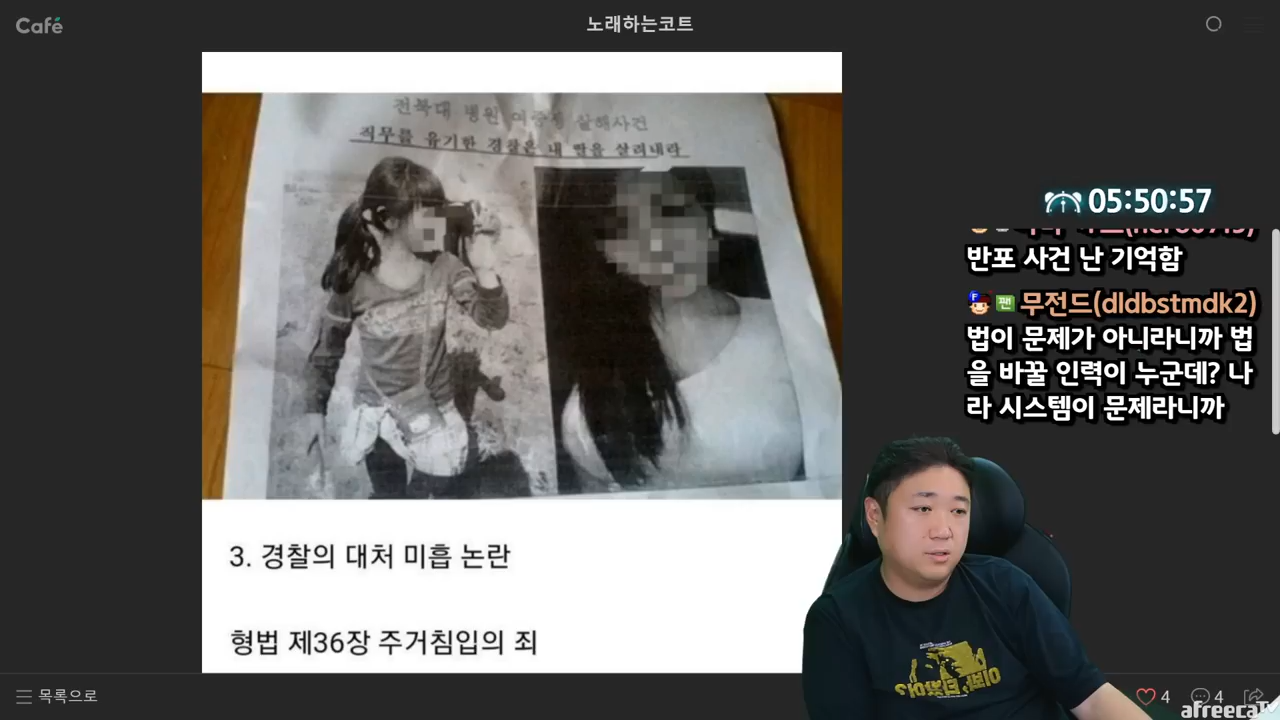 Café
노래하는코트
전북대 병원 여중생 살해사건
직무를 유기한 경찰은 내 딸을 살려내라
05:50:57
반포 사건 난 기억함
팬 무전드(dldbstmdk2)
법이 문제가 아니라니까 법
을 바꿀 인력이 누군데? 나
라 시스템이 문제라니까
3. 경찰의 대처 미흡 논란
형법 제36장 주거침입의 죄
목록으로
4
4
afreecaTV